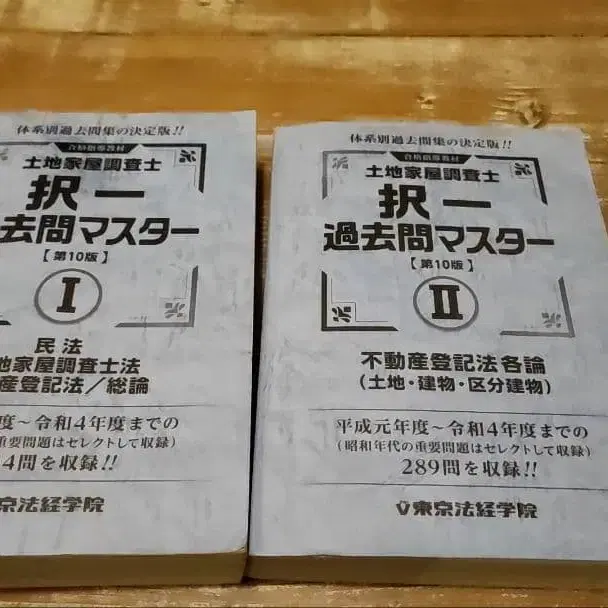 体系別過去問集の決定版!!
合格指導教材
土地家屋調査士
択一
去問マスター
【第10版】
I
民法
地家屋調査士法
産登記法/総論
度~令和4年度までの
重要問題はセレクトして収録)
4問を収録!!
京法経学院
体系別過去問集の決定版!!
合格指導教材
土地家屋調査士
択一
過去問マスター
【第10版】
II
不動産登記法各論
(土地・建物・区分建物)
平成元年度~令和4年度までの
(昭和年代の重要問題はセレクトして収録)
289問を収録!!
東京法経学院